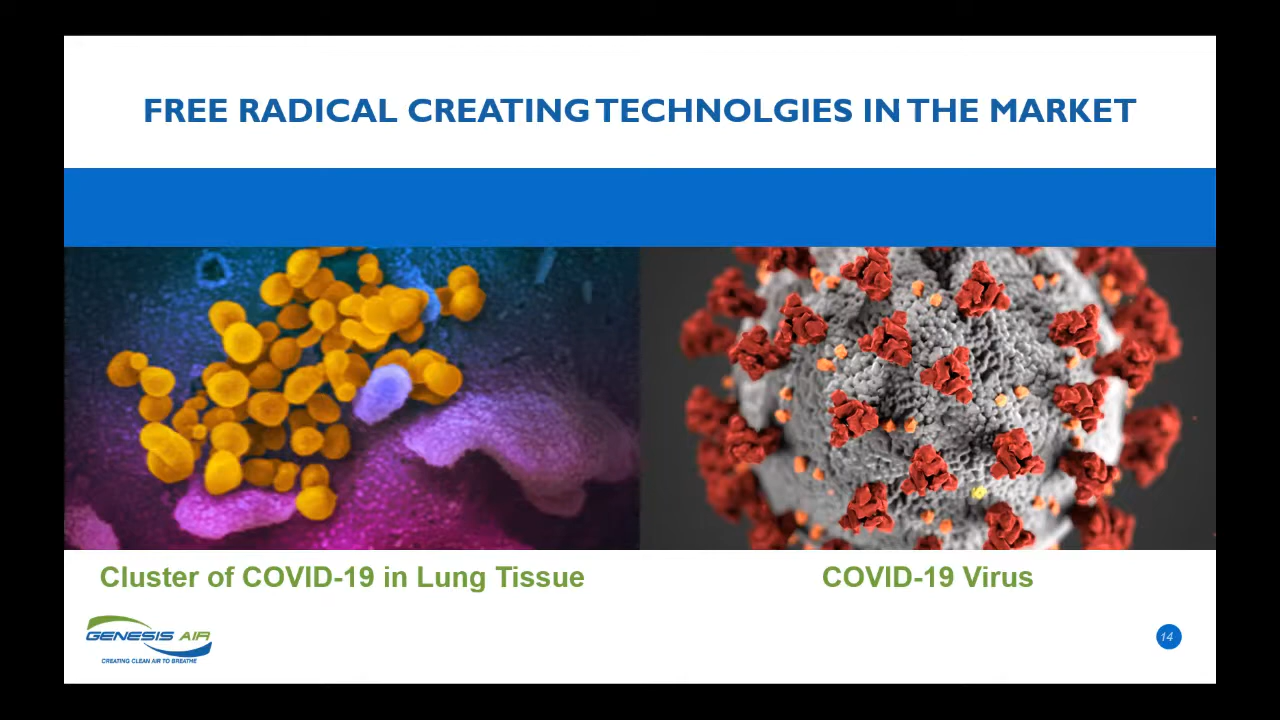 FREE RADICAL CREATING TECHNOLGIES IN THE MARKET
Cluster of COVID-19 in Lung Tissue
COVID-19 Virus
GENESIS AIR
CREATING CLEAN AIR TO BREATHE
14